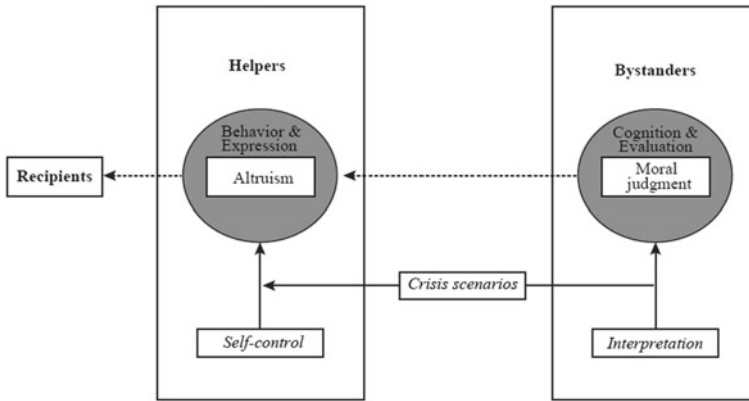 Helpers
Bystanders
Behavior &
Expression
Cognition &
Evaluation
Recipients
Altruism
Moral
judgment
Crisis scenarios
Self-control
Interpretation